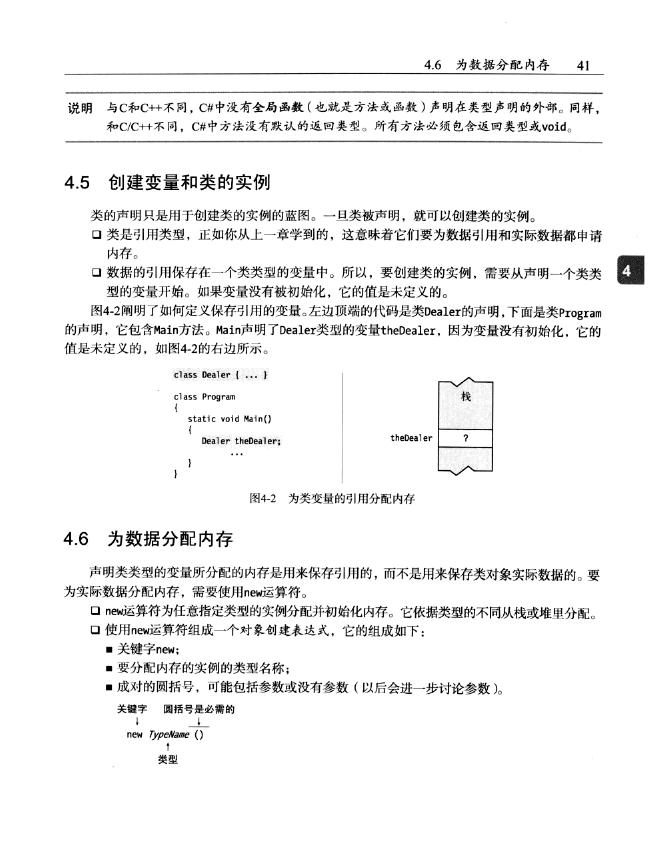 4.6 为数据分配内存 41
说明 与C和C++不同，C#中没有全局函数（也就是方法或函数）声明在类型声明的外部。同样，
和C/C++不同，C#中方法没有默认的返回类型。所有方法必须包含返回类型或void。
4.5 创建变量和类的实例
类的声明只是用于创建类的实例的蓝图。一旦类被声明，就可以创建类的实例。
❑ 类是引用类型，正如你从上一章学到的，这意味着它们要为数据引用和实际数据都申请
内存。
❑ 数据的引用保存在一个类类型的变量中。所以，要创建类的实例，需要从声明一个类类
型的变量开始。如果变量没有被初始化，它的值是未定义的。
4
图4-2阐明了如何定义保存引用的变量。左边顶端的代码是类Dealer的声明，下面是类Program
的声明，它包含Main方法。Main声明了Dealer类型的变量theDealer，因为变量没有初始化，它的
值是未定义的，如图4-2的右边所示。
class Dealer { ... }
class Program
{
static void Main()
{
Dealer theDealer;
...
}
}
栈
theDealer ?
图4-2 为类变量的引用分配内存
4.6 为数据分配内存
声明类类型的变量所分配的内存是用来保存引用的，而不是用来保存类对象实际数据的。要
为实际数据分配内存，需要使用new运算符。
❑ new运算符为任意指定类型的实例分配并初始化内存。它依据类型的不同从栈或堆里分配。
❑ 使用new运算符组成一个对象创建表达式，它的组成如下：
■ 关键字new；
■ 要分配内存的实例的类型名称；
■ 成对的圆括号，可能包括参数或没有参数（以后会进一步讨论参数）。
关键字 圆括号是必需的
↓ ↓
new TypeName ()
↑
类型